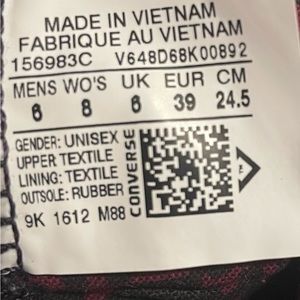 MADE IN VIETNAM
FABRIQUE AU VIETNAM
156983C V648D68K00892
MENS WO'S UK EUR CM
6 8 6 39 24.5
GENDER: UNISEX
UPPER TEXTILE
LINING: TEXTILE
OUTSOLE: RUBBER
9K 1612 M88
CONVERSE